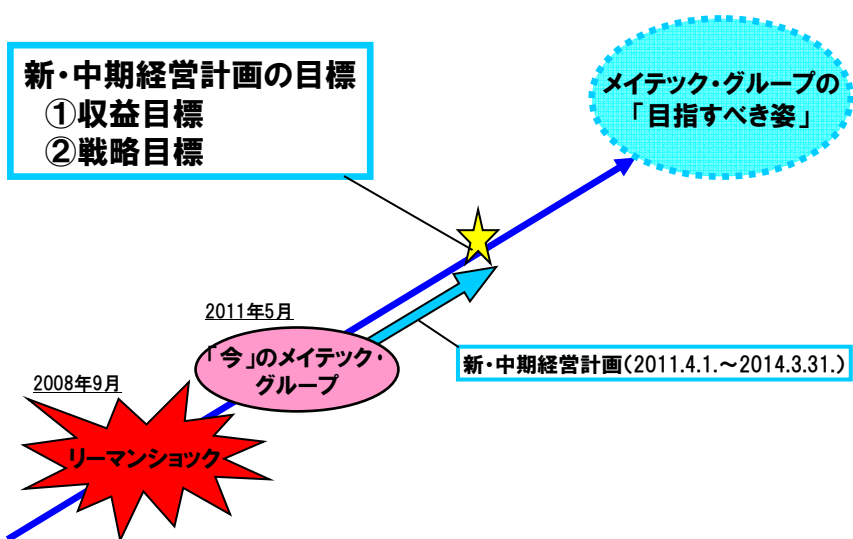 新・中期経営計画の目標
①収益目標
②戦略目標
メイテック・グループの
「目指すべき姿」
2011年5月
「今」のメイテック・
グループ
新・中期経営計画(2011.4.1.～2014.3.31.)
2008年9月
リーマンショック